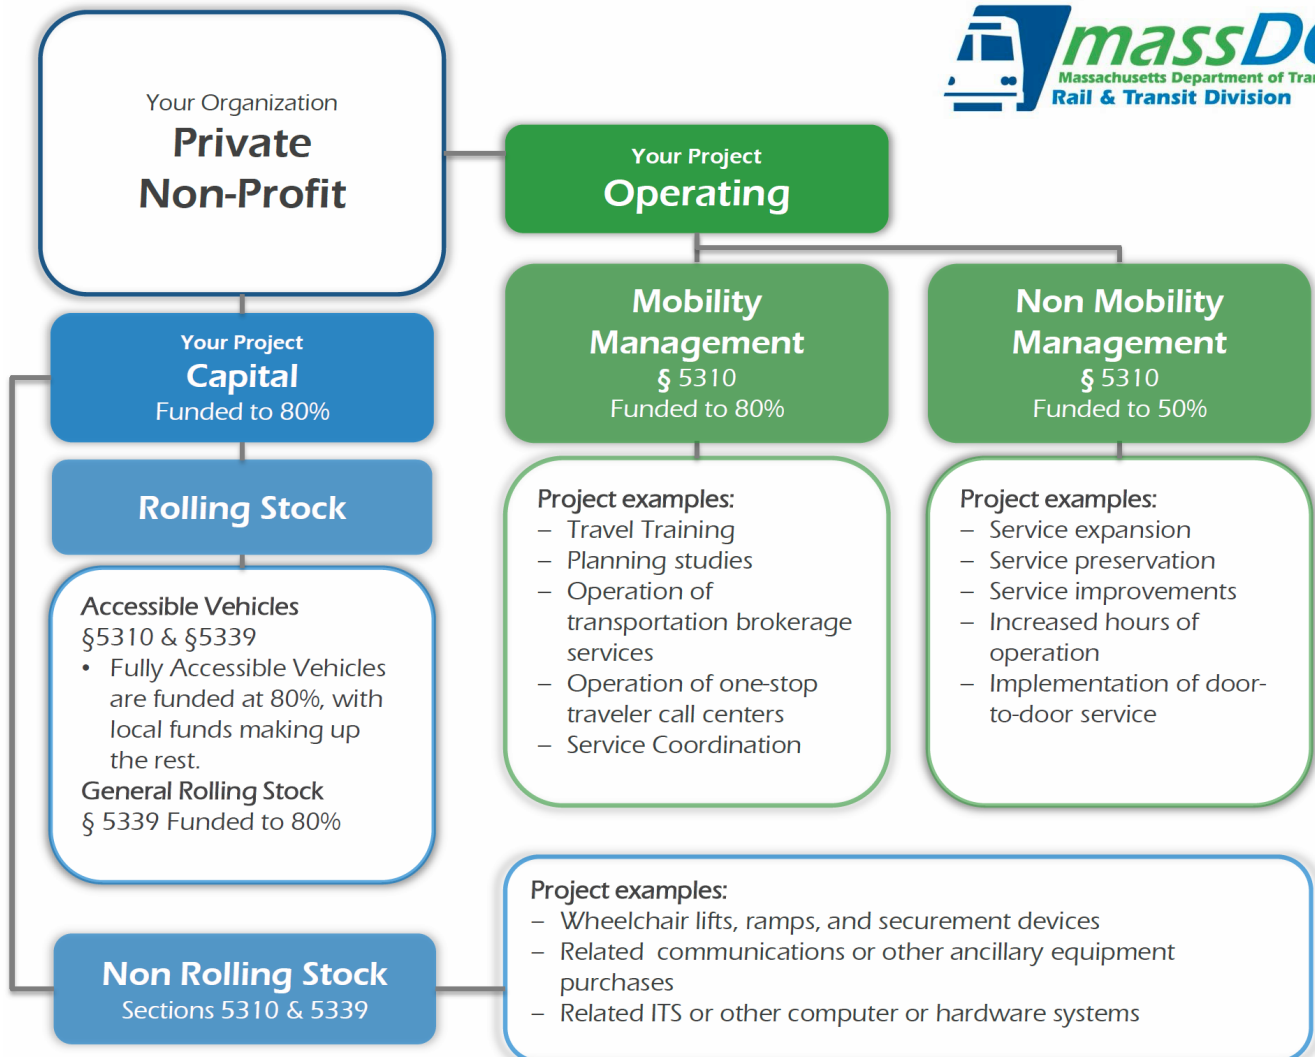 massDO
Massachusetts Department of Tran
Rail & Transit Division
Your Organization
Private
Non-Profit
Your Project
Operating
Mobility
Management
§ 5310
Funded to 80%
Non Mobility
Management
§ 5310
Funded to 50%
Your Project
Capital
Funded to 80%
Rolling Stock
Accessible Vehicles
§5310 & §5339
• Fully Accessible Vehicles
are funded at 80%, with
local funds making up
the rest.
General Rolling Stock
§ 5339 Funded to 80%
Project examples:
– Travel Training
– Planning studies
– Operation of
transportation brokerage
services
– Operation of one-stop
traveler call centers
– Service Coordination
Project examples:
– Service expansion
– Service preservation
– Service improvements
– Increased hours of
operation
– Implementation of door-
to-door service
Non Rolling Stock
Sections 5310 & 5339
Project examples:
– Wheelchair lifts, ramps, and securement devices
– Related communications or other ancillary equipment
purchases
– Related ITS or other computer or hardware systems